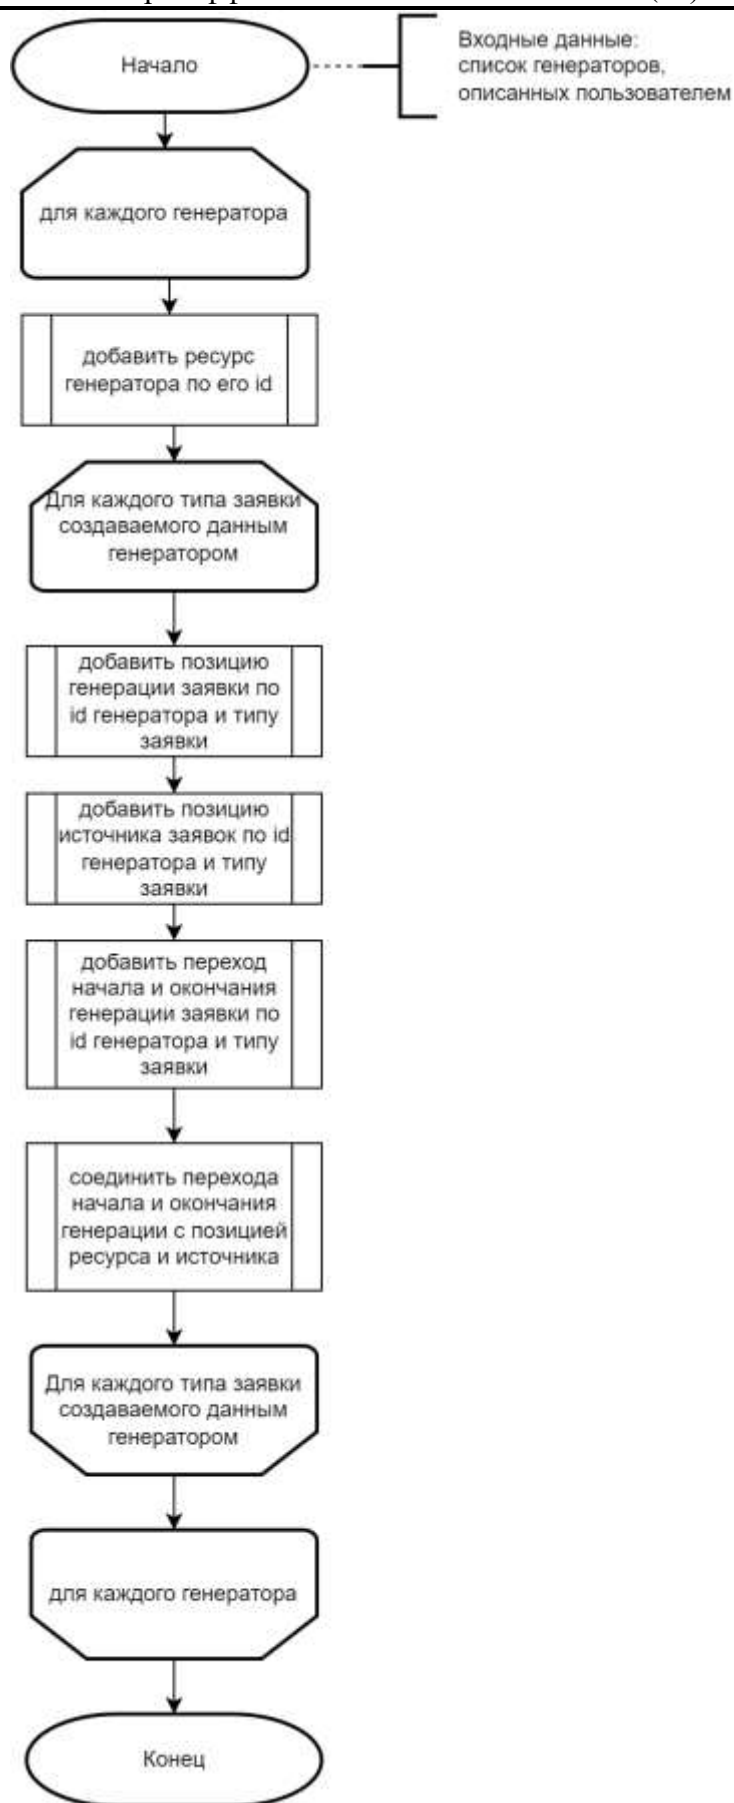 Начало
Входные данные:
список генераторов,
описанных пользователем
для каждого генератора
добавить ресурс
генератора по его id
Для каждого типа заявки
создаваемого данным
генератором
добавить позицию
генерации заявки по
id генератора и типу
заявки
добавить позицию
источника заявок по id
генератора и типу
заявки
добавить переход
начала и окончания
генерации заявки по
id генератора и типу
заявки
соединить перехода
начала и окончания
генерации с позицией
ресурса и источника
Для каждого типа заявки
создаваемого данным
генератором
для каждого генератора
Конец